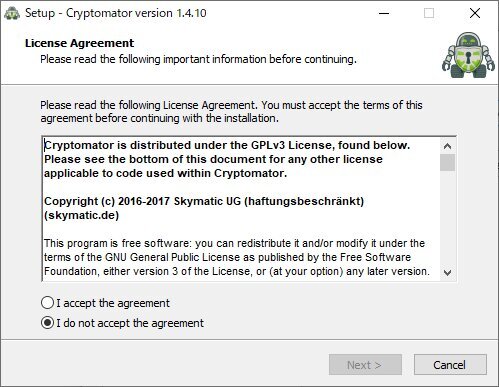 Setup - Cryptomator version 1.4.10
License Agreement
Please read the following important information before continuing.
Please read the following License Agreement. You must accept the terms of this
agreement before continuing with the installation.
Cryptomator is distributed under the GPLv3 License, found below.
Please see the bottom of this document for any other license
applicable to code used within Cryptomator.
Copyright (c) 2016-2017 Skymatic UG (haftungsbeschränkt)
(skymatic.de)
This program is free software: you can redistribute it and/or modify it under the
terms of the GNU General Public License as published by the Free Software
Foundation, either version 3 of the License, or (at your option) any later version.
I accept the agreement
I do not accept the agreement
Next >
Cancel